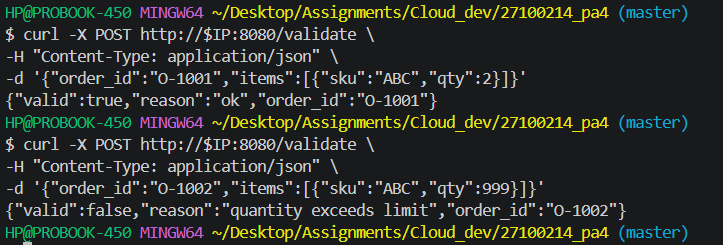 HP@PROBOOK-450 MINGW64 ~/Desktop/Assignments/Cloud_dev/27100214_pa4 (master)
$ curl -X POST http://$IP:8080/validate \
-H "Content-Type: application/json" \
-d '{"order_id":"O-1001","items":[{"sku":"ABC","qty":2}]}'
{"valid":true,"reason":"ok","order_id":"O-1001"}
HP@PROBOOK-450 MINGW64 ~/Desktop/Assignments/Cloud_dev/27100214_pa4 (master)
$ curl -X POST http://$IP:8080/validate \
-H "Content-Type: application/json" \
-d '{"order_id":"O-1002","items":[{"sku":"ABC","qty":999}]}'
{"valid":false,"reason":"quantity exceeds limit","order_id":"O-1002"}
HP@PROBOOK-450 MINGW64 ~/Desktop/Assignments/Cloud_dev/27100214_pa4 (master)